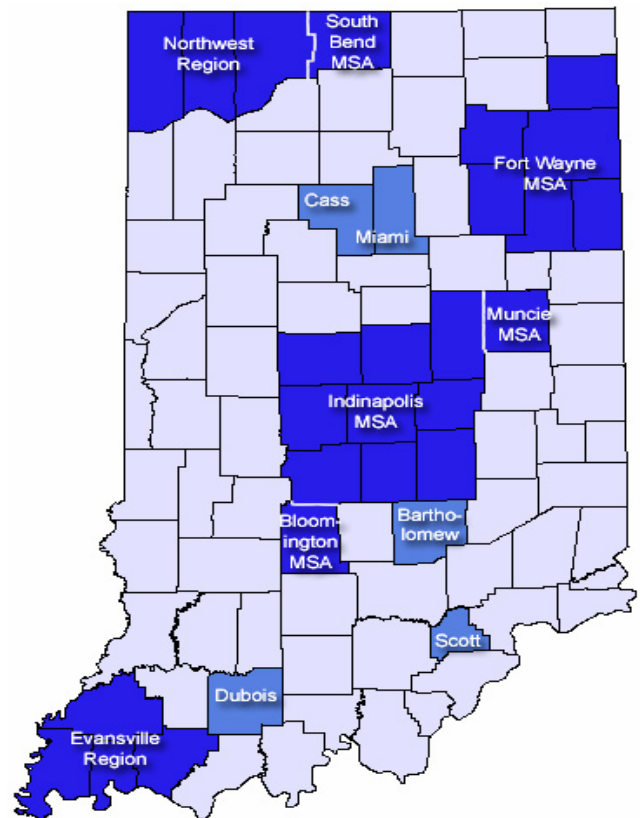 Northwest
Region
South
Bend
MSA
Fort Wayne
MSA
Cass
Miami
Muncie
MSA
Indinapolis
MSA
Bloom-
ington
MSA
Bartho-
lomew
Scott
Dubois
Evansville
Region